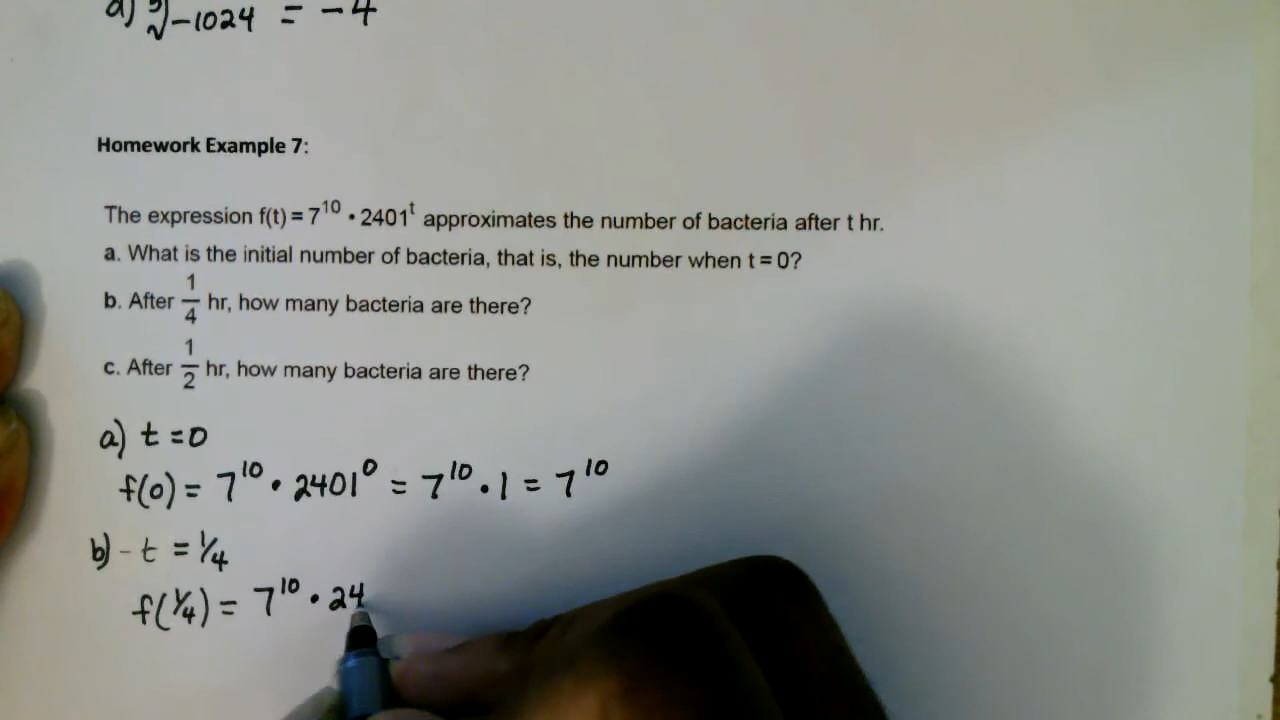 d) ⁵√-1024 = -4
Homework Example 7:
The expression f(t) = 7¹⁰ • 2401ᵗ approximates the number of bacteria after t hr.
a. What is the initial number of bacteria, that is, the number when t = 0?
b. After 1/4 hr, how many bacteria are there?
c. After 1/2 hr, how many bacteria are there?
a) t = 0
f(0) = 7¹⁰ • 2401⁰ = 7¹⁰ • 1 = 7¹⁰
b) - t = 1/4
f(1/4) = 7¹⁰ • 24